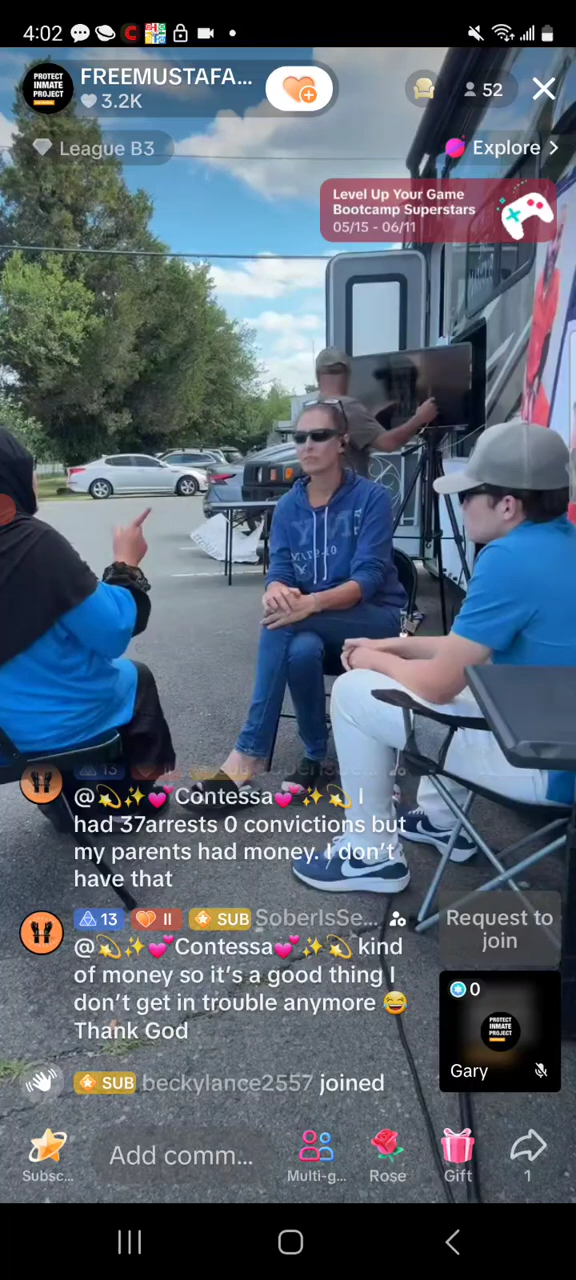 4:02
PROTECT
INMATE
PROJECT
FREEMUSTAFA...
3.2K
52
League B3
Explore >
Level Up Your Game
Bootcamp Superstars
05/15 - 06/11
13 II
@💫✨💕Contessa💕✨💫 I
had 37arrests 0 convictions but
my parents had money. I don't
have that
13 II SUB SoberIsSe...
@💫✨💕Contessa💕✨💫 kind
of money so it's a good thing I
don't get in trouble anymore 😂
Thank God
SUB beckylance2557 joined
Request to
join
0
PROTECT
INMATE
PROJECT
Gary
Add comm...
Subsc...
Multi-g...
Rose
Gift
1